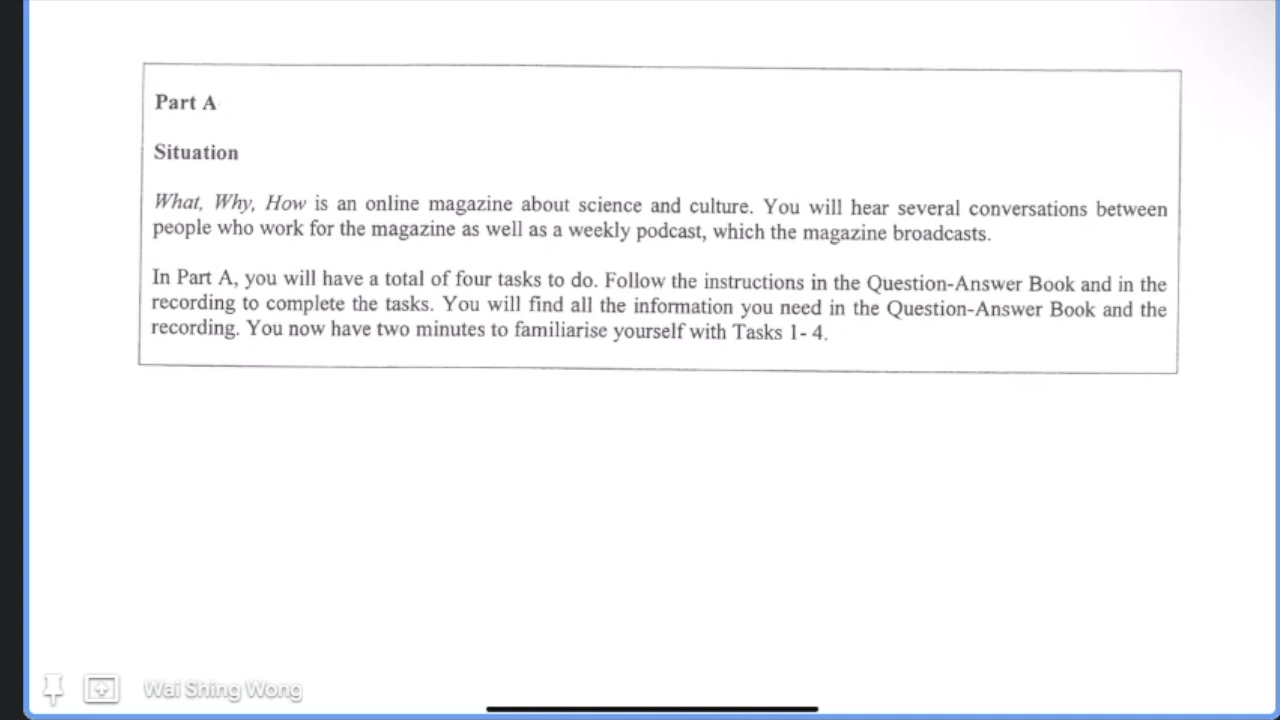 Part A
Situation
What, Why, How is an online magazine about science and culture. You will hear several conversations between
people who work for the magazine as well as a weekly podcast, which the magazine broadcasts.
In Part A, you will have a total of four tasks to do. Follow the instructions in the Question-Answer Book and in the
recording to complete the tasks. You will find all the information you need in the Question-Answer Book and the
recording. You now have two minutes to familiarise yourself with Tasks 1- 4.
Wai Shing Wong